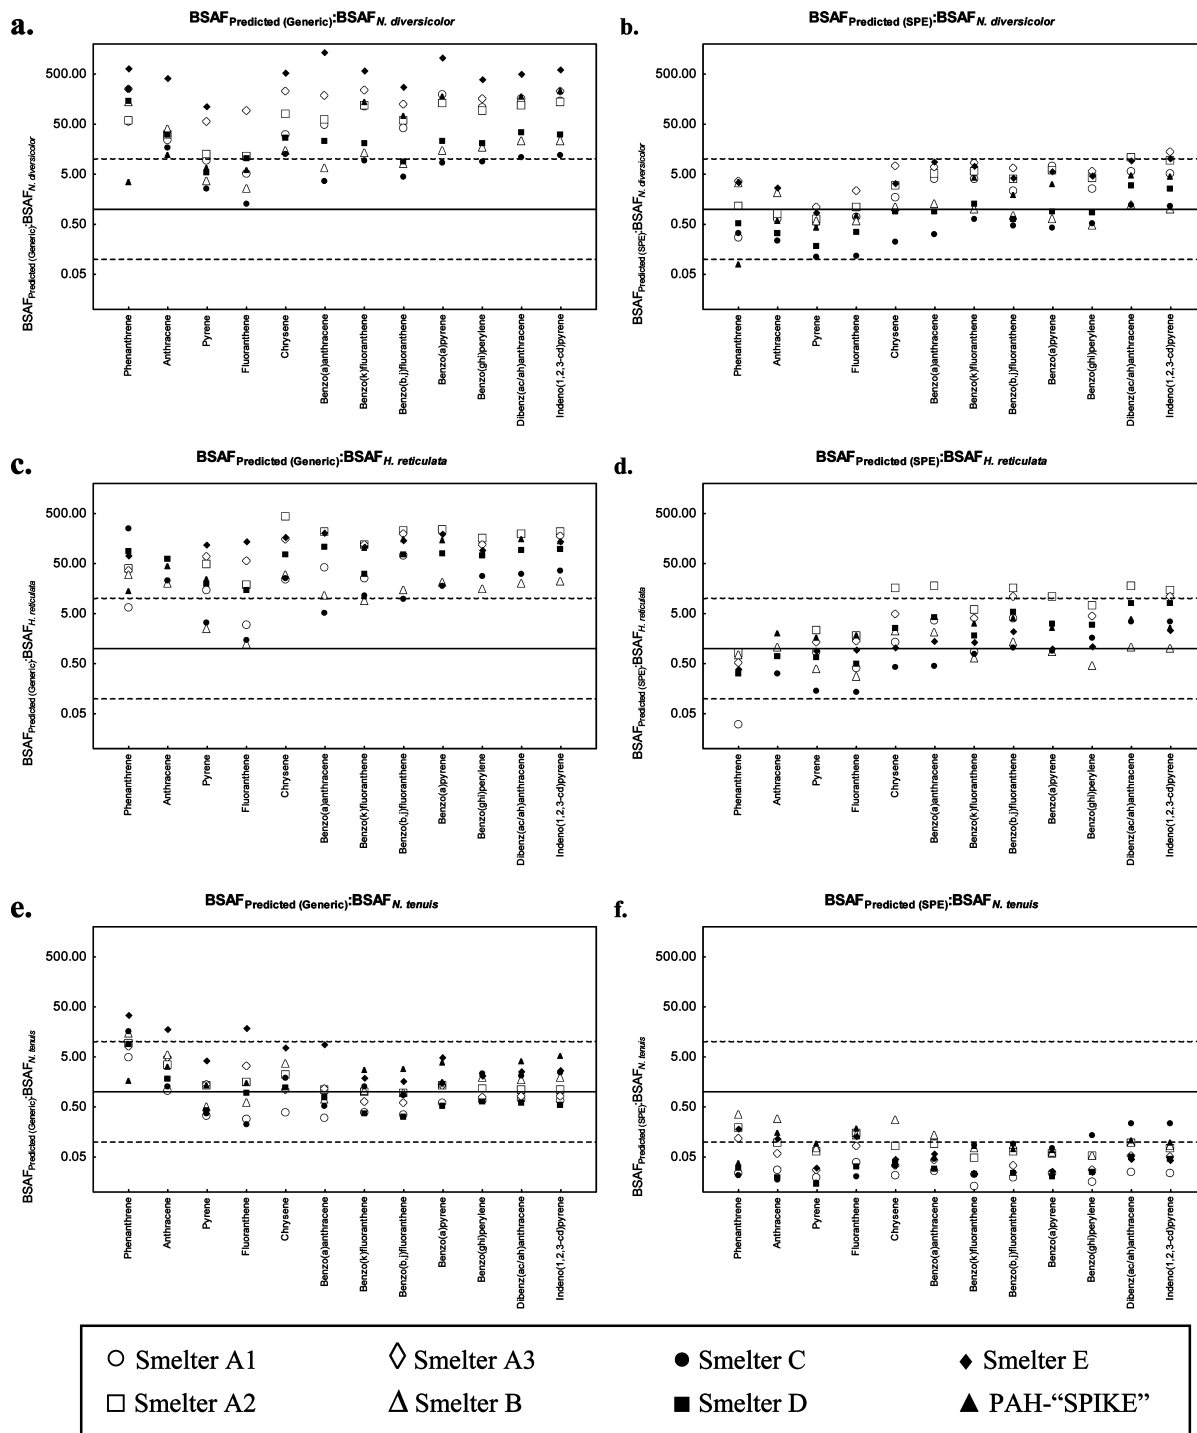 a.
BSAFPredicted (Generic):BSAFN. diversicolor
BSAFPredicted (Generic):BSAFN. diversicolor
500.00
50.00
5.00
0.50
0.05
Phenanthrene
Anthracene
Pyrene
Fluoranthene
Chrysene
Benzo(a)anthracene
Benzo(k)fluoranthene
Benzo(b,j)fluoranthene
Benzo(a)pyrene
Benzo(ghi)perylene
Dibenz(ac/ah)anthracene
Indeno(1,2,3-cd)pyrene
b.
BSAFPredicted (SPE):BSAFN. diversicolor
BSAFPredicted (SPE):BSAFN. diversicolor
500.00
50.00
5.00
0.50
0.05
Phenanthrene
Anthracene
Pyrene
Fluoranthene
Chrysene
Benzo(a)anthracene
Benzo(k)fluoranthene
Benzo(b,j)fluoranthene
Benzo(a)pyrene
Benzo(ghi)perylene
Dibenz(ac/ah)anthracene
Indeno(1,2,3-cd)pyrene
c.
BSAFPredicted (Generic):BSAFH. reticulata
BSAFPredicted (Generic):BSAFH. reticulata
500.00
50.00
5.00
0.50
0.05
Phenanthrene
Anthracene
Pyrene
Fluoranthene
Chrysene
Benzo(a)anthracene
Benzo(k)fluoranthene
Benzo(b,j)fluoranthene
Benzo(a)pyrene
Benzo(ghi)perylene
Dibenz(ac/ah)anthracene
Indeno(1,2,3-cd)pyrene
d.
BSAFPredicted (SPE):BSAFH. reticulata
BSAFPredicted (SPE):BSAFH. reticulata
500.00
50.00
5.00
0.50
0.05
Phenanthrene
Anthracene
Pyrene
Fluoranthene
Chrysene
Benzo(a)anthracene
Benzo(k)fluoranthene
Benzo(b,j)fluoranthene
Benzo(a)pyrene
Benzo(ghi)perylene
Dibenz(ac/ah)anthracene
Indeno(1,2,3-cd)pyrene
e.
BSAFPredicted (Generic):BSAFN. tenuis
BSAFPredicted (Generic):BSAFN. tenuis
500.00
50.00
5.00
0.50
0.05
Phenanthrene
Anthracene
Pyrene
Fluoranthene
Chrysene
Benzo(a)anthracene
Benzo(k)fluoranthene
Benzo(b,j)fluoranthene
Benzo(a)pyrene
Benzo(ghi)perylene
Dibenz(ac/ah)anthracene
Indeno(1,2,3-cd)pyrene
f.
BSAFPredicted (SPE):BSAFN. tenuis
BSAFPredicted (SPE):BSAFN. tenuis
500.00
50.00
5.00
0.50
0.05
Phenanthrene
Anthracene
Pyrene
Fluoranthene
Chrysene
Benzo(a)anthracene
Benzo(k)fluoranthene
Benzo(b,j)fluoranthene
Benzo(a)pyrene
Benzo(ghi)perylene
Dibenz(ac/ah)anthracene
Indeno(1,2,3-cd)pyrene
Smelter A1
Smelter A3
Smelter C
Smelter E
Smelter A2
Smelter B
Smelter D
PAH-“SPIKE”